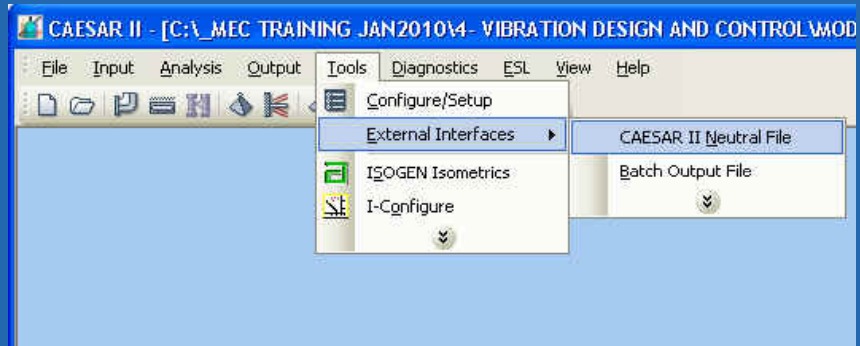 CAESAR II - [C:\_MEC TRAINING JAN2010\4- VIBRATION DESIGN AND CONTROL\MOD
File Input Analysis Output Tools Diagnostics ESL View Help
Configure/Setup
External Interfaces
CAESAR II Neutral File
Batch Output File
ISOGEN Isometrics
I-Configure